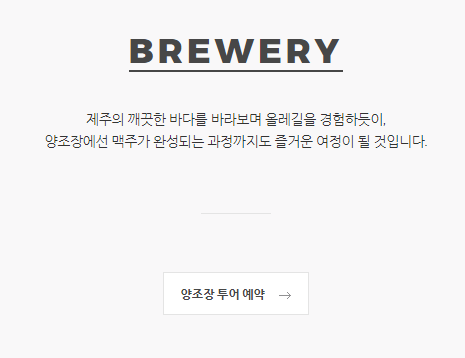 BREWERY
제주의 깨끗한 바다를 바라보며 올레길을 경험하듯이,
양조장에선 맥주가 완성되는 과정까지도 즐거운 여정이 될 것입니다.
양조장 투어 예약 →